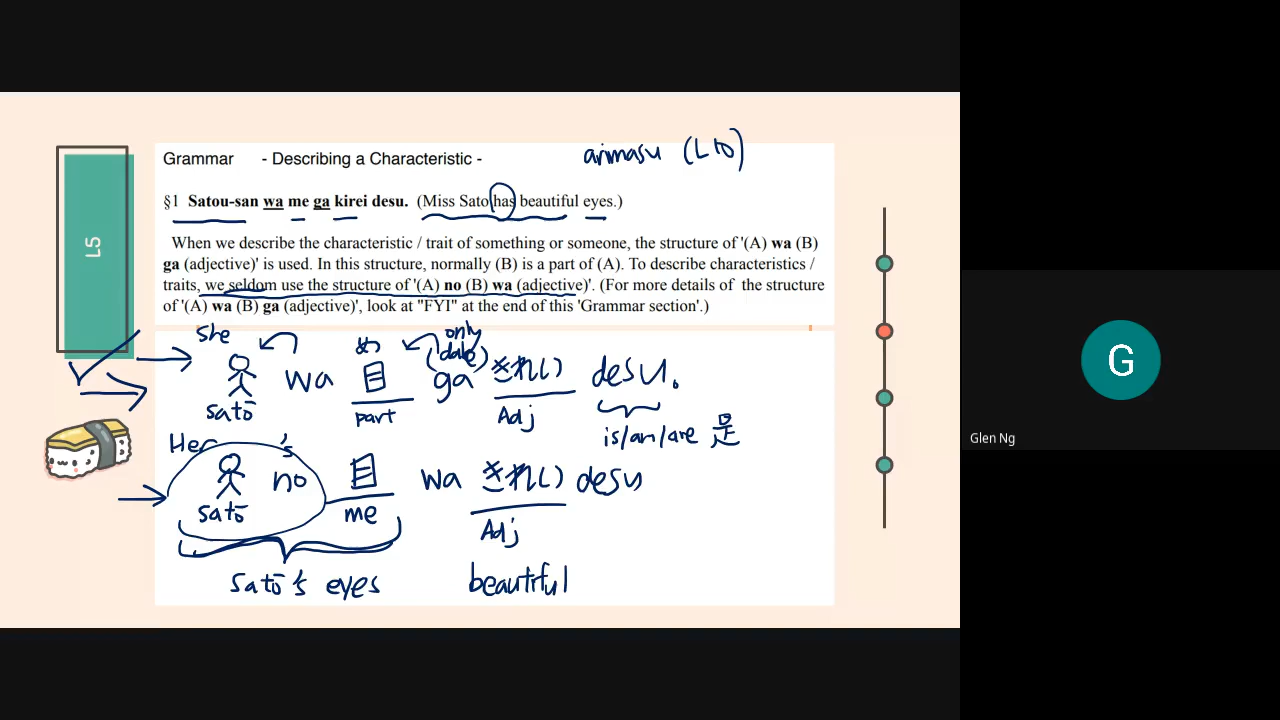 arimasu (L10)
Grammar - Describing a Characteristic -
L5
§1 Satou-san wa me ga kirei desu. (Miss Sato has beautiful eyes.)
When we describe the characteristic / trait of something or someone, the structure of '(A) wa (B)
ga (adjective)' is used. In this structure, normally (B) is a part of (A). To describe characteristics /
traits, we seldom use the structure of '(A) no (B) wa (adjective)'. (For more details of the structure
of '(A) wa (B) ga (adjective)', look at "FYI" at the end of this 'Grammar section'.)
She め only
(date)
wa 目 ga きれい desu.
satō part Adj
is/am/are 是
Her 's
no 目 wa きれい desu
satō me Adj
Satō's eyes beautiful
G
Glen Ng